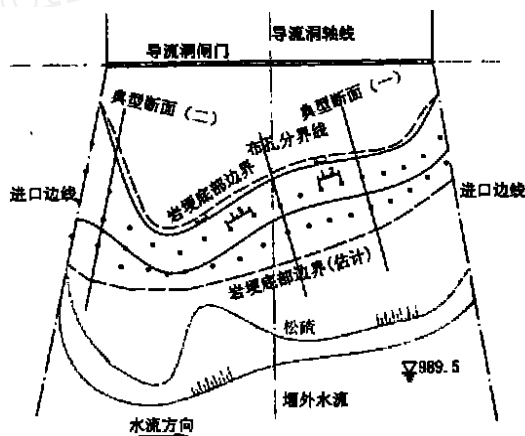 导流洞轴线
导流洞闸门
典型断面(一)
典型断面(二)
布孔分界线
岩埂底部边界
进口边线
进口边线
岩埂底部边界(估计)
松碴
989.5
堰外水流
水流方向